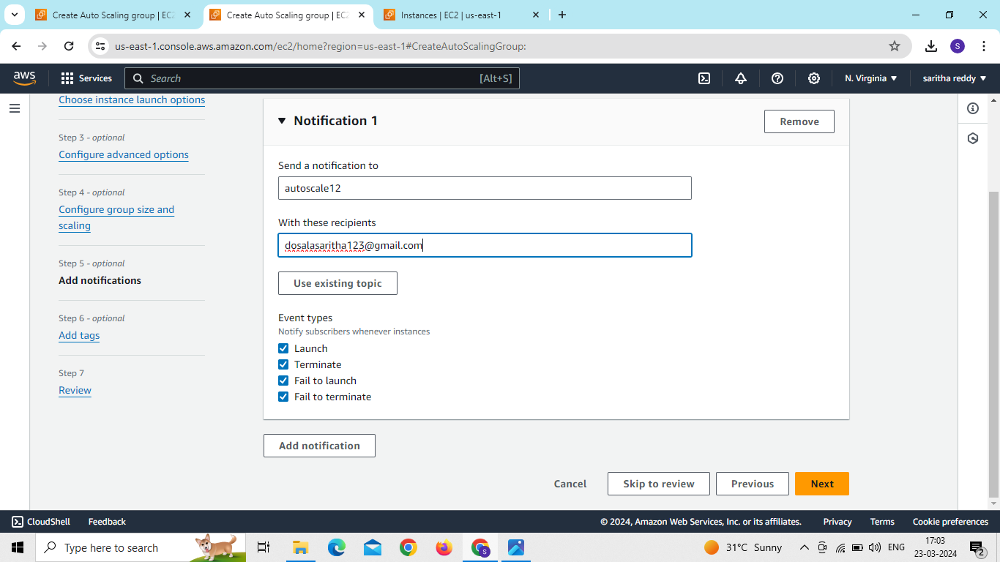 Create Auto Scaling group | EC2
Create Auto Scaling group | EC2
Instances | EC2 | us-east-1
us-east-1.console.aws.amazon.com/ec2/home?region=us-east-1#CreateAutoScalingGroup:
S
aws
Services
Search
[Alt+S]
N. Virginia
saritha reddy
Choose instance launch options
Step 3 - optional
Configure advanced options
Step 4 - optional
Configure group size and
scaling
Step 5 - optional
Add notifications
Step 6 - optional
Add tags
Step 7
Review
Notification 1
Remove
Send a notification to
autoscale12
With these recipients
dosalasaritha123@gmail.com
Use existing topic
Event types
Notify subscribers whenever instances
Launch
Terminate
Fail to launch
Fail to terminate
Add notification
Cancel
Skip to review
Previous
Next
CloudShell
Feedback
© 2024, Amazon Web Services, Inc. or its affiliates.
Privacy
Terms
Cookie preferences
Type here to search
S
31°C Sunny
ENG
17:03
23-03-2024
2